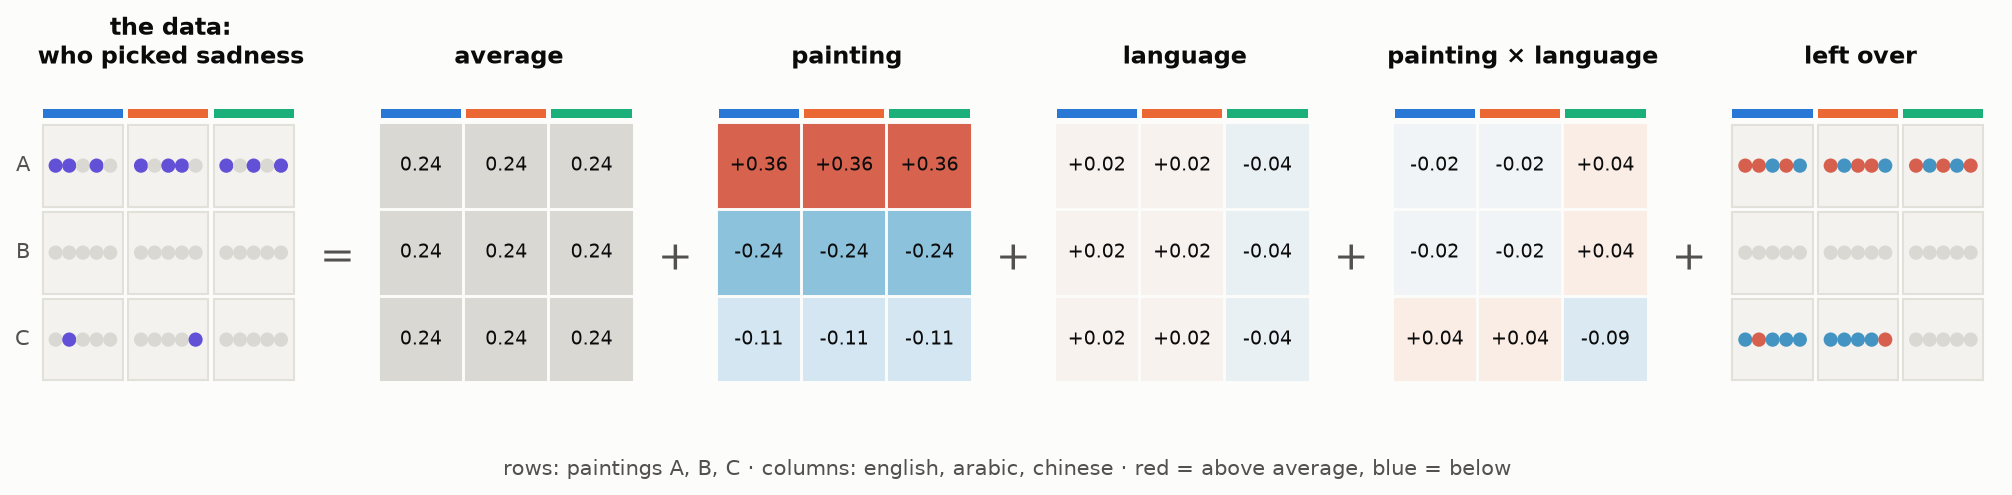 the data:
who picked sadness
average
painting
language
painting × language
left over
A
0.24 0.24 0.24
+0.36 +0.36 +0.36
+0.02 +0.02 -0.04
-0.02 -0.02 +0.04
B
=
0.24 0.24 0.24
+
-0.24 -0.24 -0.24
+
+0.02 +0.02 -0.04
+
-0.02 -0.02 +0.04
+
C
0.24 0.24 0.24
-0.11 -0.11 -0.11
+0.02 +0.02 -0.04
+0.04 +0.04 -0.09
rows: paintings A, B, C · columns: english, arabic, chinese · red = above average, blue = below